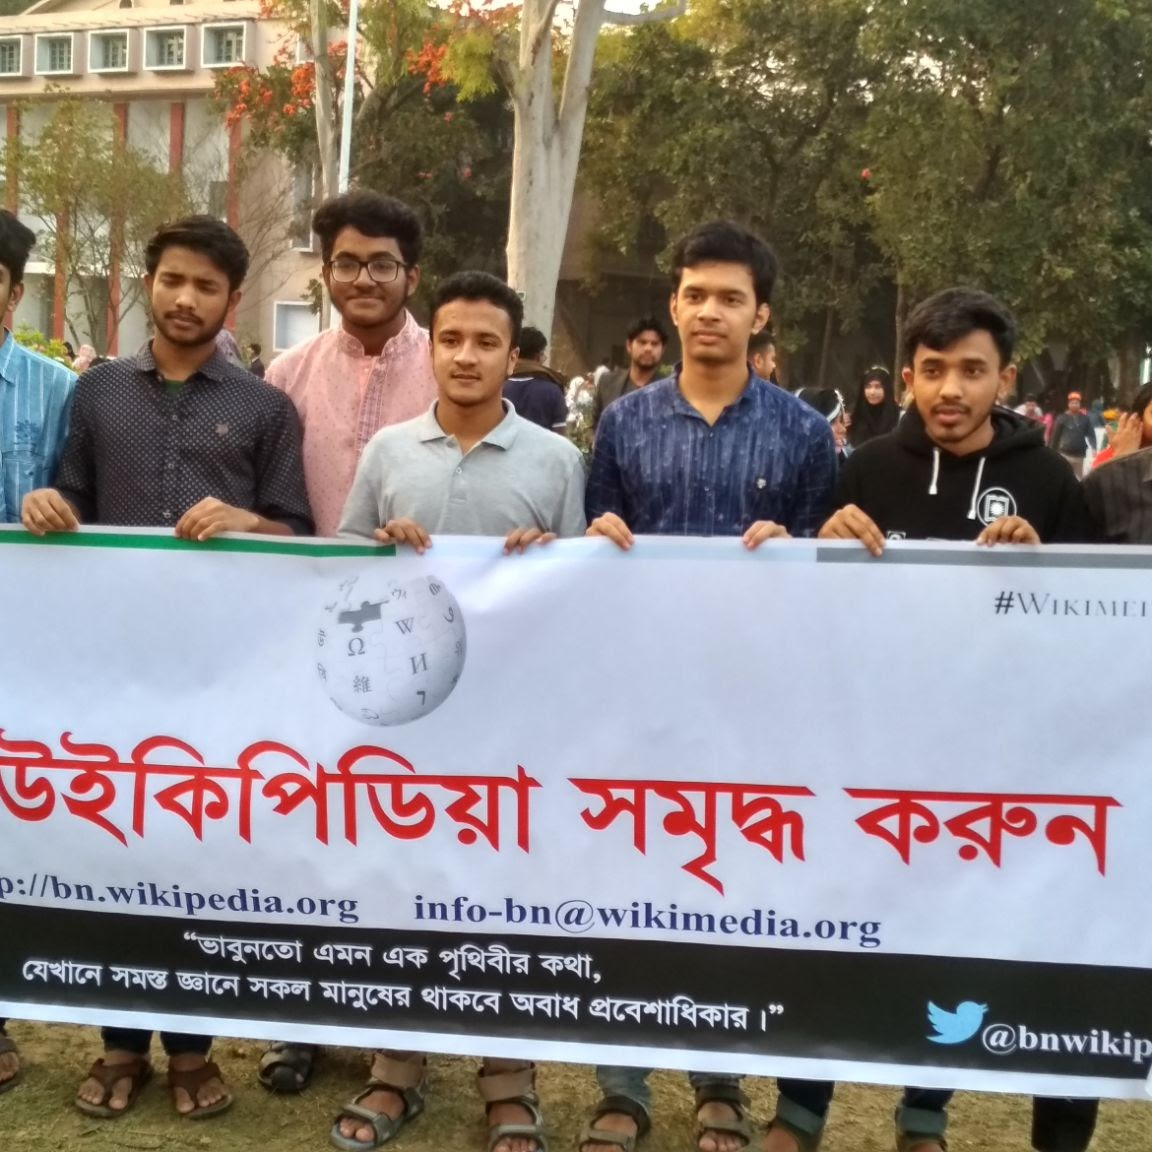 #WIKIMEI
উইকিপিডিয়া সমৃদ্ধ করুন
p://bn.wikipedia.org info-bn@wikimedia.org
“ভাবুনতো এমন এক পৃথিবীর কথা,
যেখানে সমস্ত জ্ঞানে সকল মানুষের থাকবে অবাধ প্রবেশাধিকার।”
@bnwikip